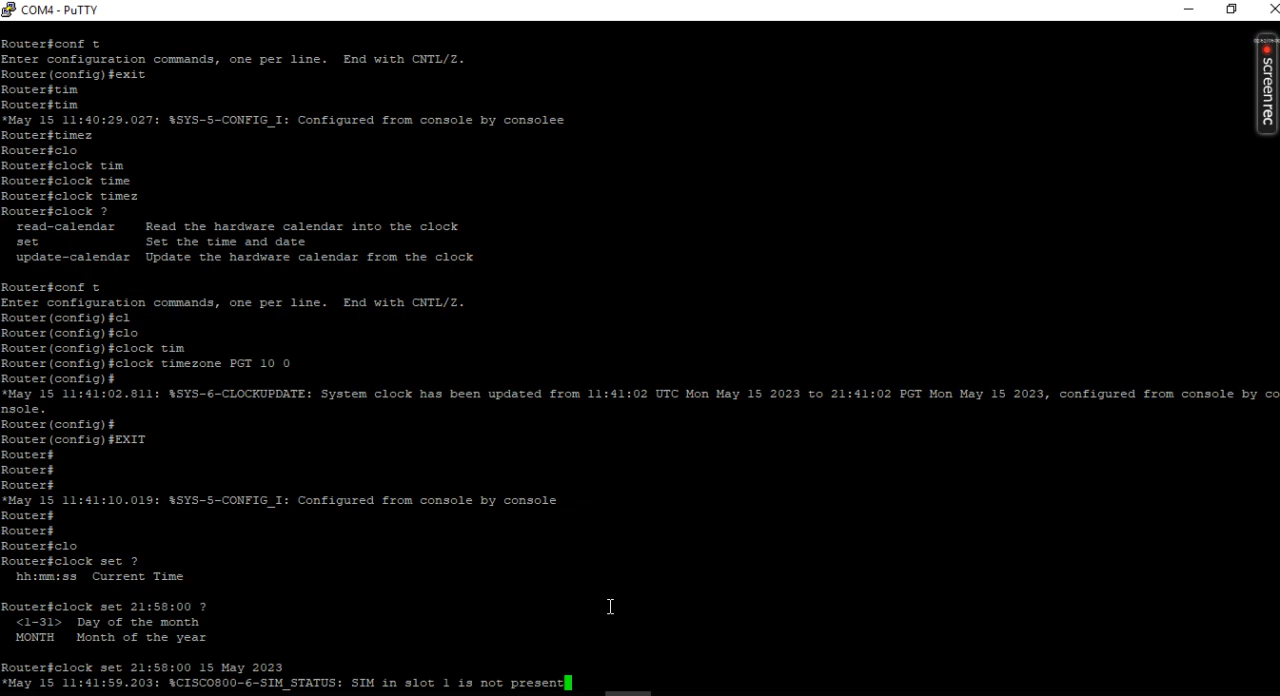 COM4 - PuTTY
Router#conf t
Enter configuration commands, one per line.  End with CNTL/Z.
Router(config)#exit
Router#tim
Router#tim
*May 15 11:40:29.027: %SYS-5-CONFIG_I: Configured from console by consolee
Router#timez
Router#clo
Router#clock tim
Router#clock time
Router#clock timez
Router#clock ?
  read-calendar    Read the hardware calendar into the clock
  set              Set the time and date
  update-calendar  Update the hardware calendar from the clock
Router#conf t
Enter configuration commands, one per line.  End with CNTL/Z.
Router(config)#cl
Router(config)#clo
Router(config)#clock tim
Router(config)#clock timezone PGT 10 0
Router(config)#
*May 15 11:41:02.811: %SYS-6-CLOCKUPDATE: System clock has been updated from 11:41:02 UTC Mon May 15 2023 to 21:41:02 PGT Mon May 15 2023, configured from console by co
nsole.
Router(config)#
Router(config)#EXIT
Router#
Router#
Router#
*May 15 11:41:10.019: %SYS-5-CONFIG_I: Configured from console by console
Router#
Router#
Router#clo
Router#clock set ?
  hh:mm:ss  Current Time
Router#clock set 21:58:00 ?
  <1-31>  Day of the month
  MONTH   Month of the year
Router#clock set 21:58:00 15 May 2023
*May 15 11:41:59.203: %CISCO800-6-SIM_STATUS: SIM in slot 1 is not present
screenrec